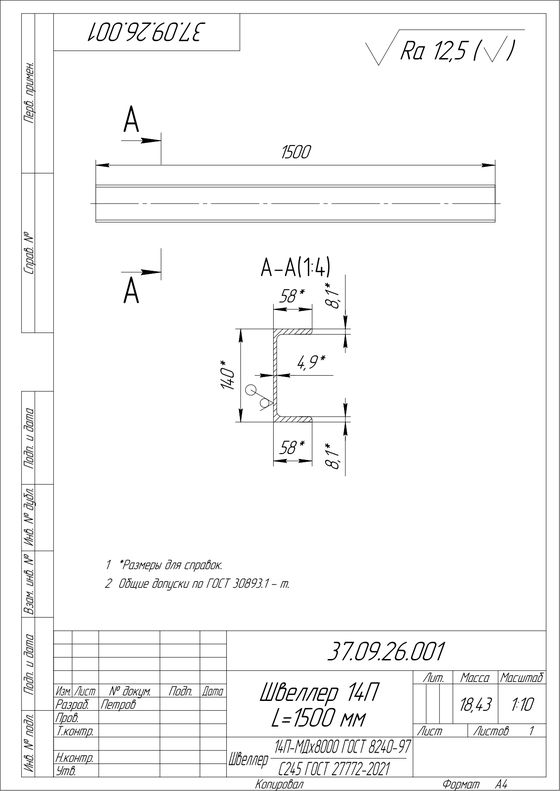 37.09.26.001
Ra 12,5 (√)
Перв. примен.
Справ. №
А
1500
А
А–А(1:4)
58*
8,1*
140*
4,9*
58*
8,1*
1 *Размеры для справок.
2 Общие допуски по ГОСТ 30893.1 – m.
Подп. и дата
Инв. № дубл.
Взам. инв. №
Подп. и дата
Инв. № подл.
37.09.26.001
Изм. Лист № докум. Подп. Дата
Разраб. Петров
Пров.
Т.контр.
Н.контр.
Утв.
Швеллер 14П
L=1500 мм
Лит. Масса Масштаб
18,43 1:10
Лист Листов 1
Швеллер
14П-МДх8000 ГОСТ 8240-97
С245 ГОСТ 27772-2021
Копировал Формат А4